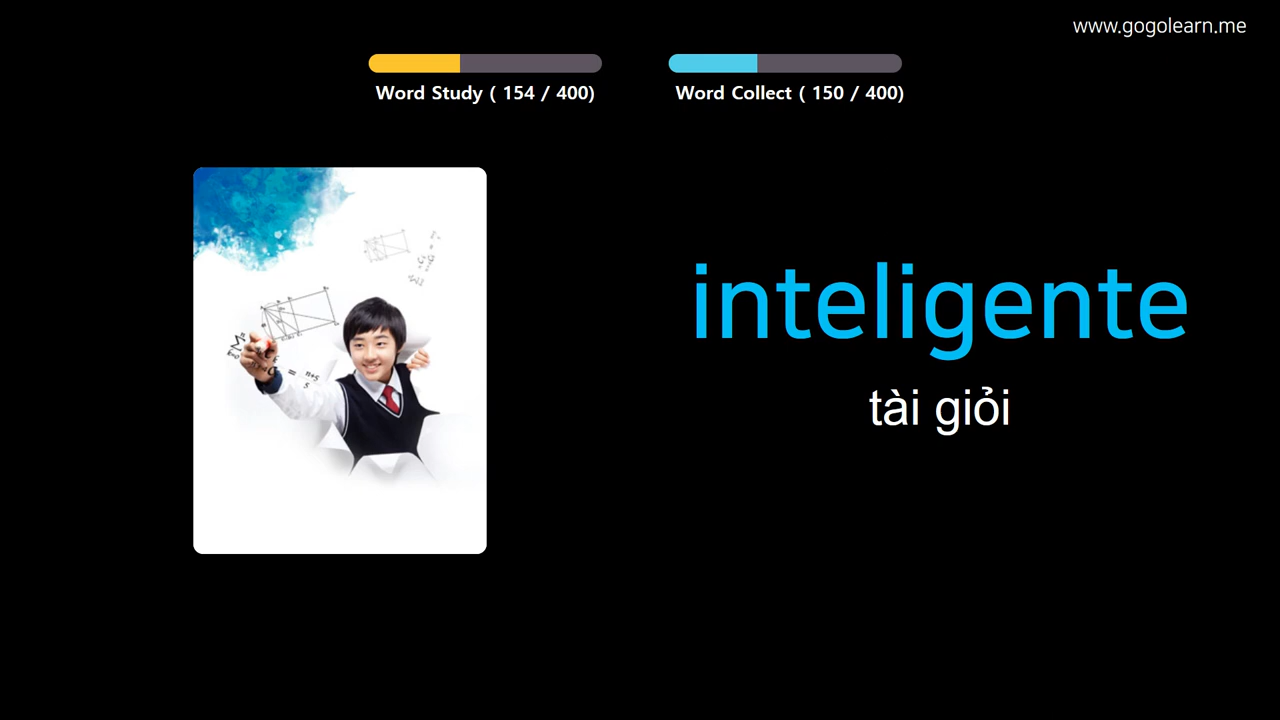 www.gogolearn.me
Word Study ( 154 / 400)
Word Collect ( 150 / 400)
inteligente
tài giỏi